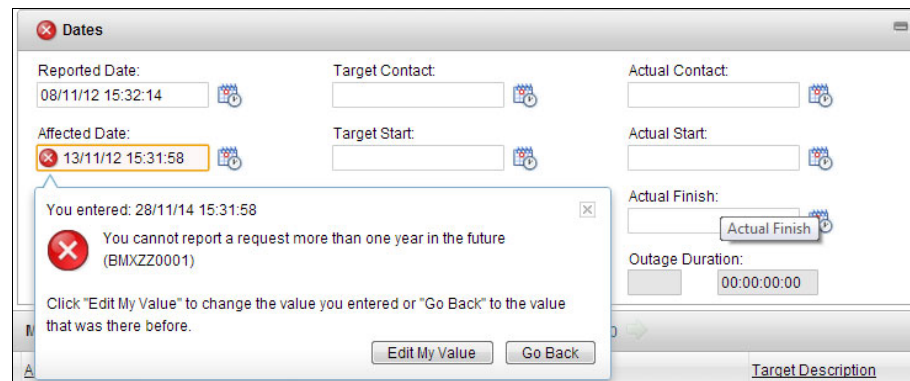 Dates
Reported Date: Target Contact: Actual Contact:
08/11/12 15:32:14
Affected Date: Target Start: Actual Start:
13/11/12 15:31:58
Actual Finish:
Actual Finish
Outage Duration:
00:00:00:00
You entered: 28/11/14 15:31:58
You cannot report a request more than one year in the future
(BMXZZ0001)
Click "Edit My Value" to change the value you entered or "Go Back" to the value
that was there before.
Edit My Value Go Back
Target Description